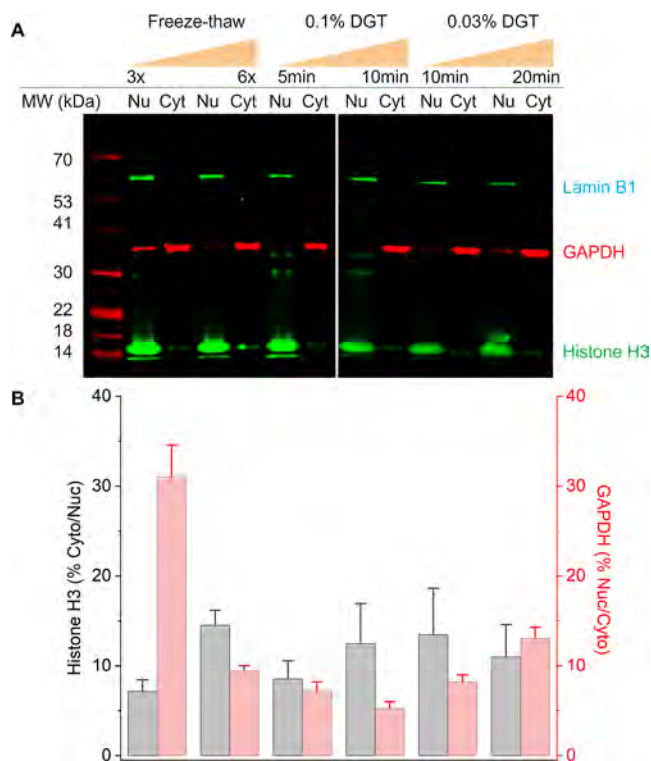 A
Freeze-thaw 0.1% DGT 0.03% DGT
3x 6x 5min 10min 10min 20min
MW (kDa) Nu Cyt Nu Cyt Nu Cyt Nu Cyt Nu Cyt Nu Cyt
70
Lamin B1
53
41
GAPDH
30
22
18
14
Histone H3
B
40 40
30 30
20 20
10 10
0 0
Histone H3 (% Cyto/Nuc)
GAPDH (% Nuc/Cyto)